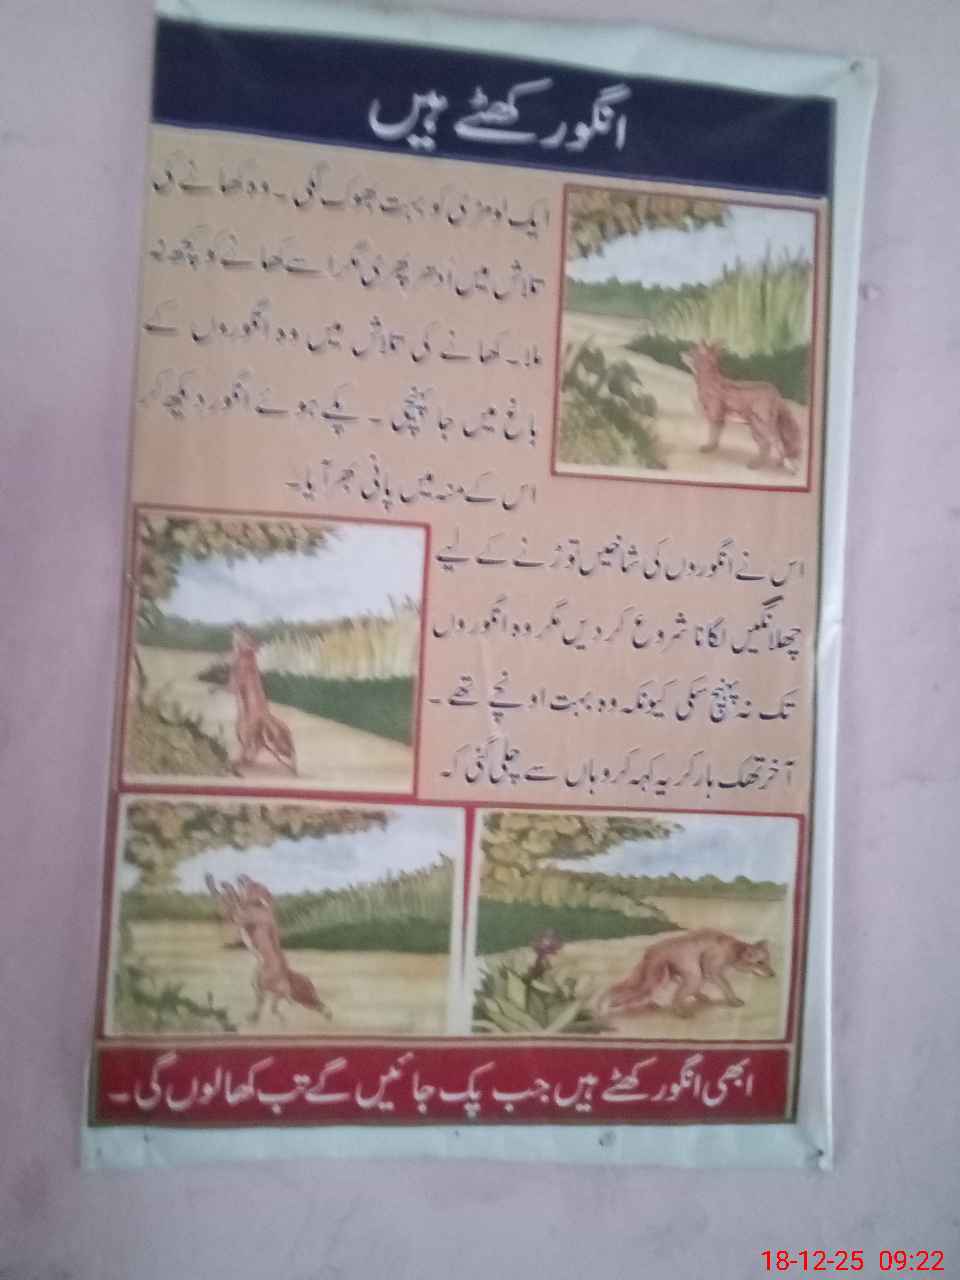 انگور کھٹے ہیں
ایک لومڑی کو بہت بھوک لگی ۔ وہ کھانے کی
تلاش میں اُدھر پھری مگر اسے کھانے کو کچھ نہ
ملا۔ کھانے کی تلاش میں وہ انگوروں کے
باغ میں جا پہنچی ۔ پکے ہوئے انگور دیکھ کر
اس کے منہ میں پانی بھر آیا۔
اس نے انگوروں کی شاخیں توڑنے کے لیے
چھلانگیں لگانا شروع کر دیں مگر وہ انگوروں
تک نہ پہنچ سکی کیونکہ وہ بہت اونچے تھے ۔
آخر تھک ہار کر یہ کہہ کر وہاں سے چلی گئی کہ
ابھی انگور کھٹے ہیں جب پک جائیں گے تب کھا لوں گی ۔
18-12-25 09:22